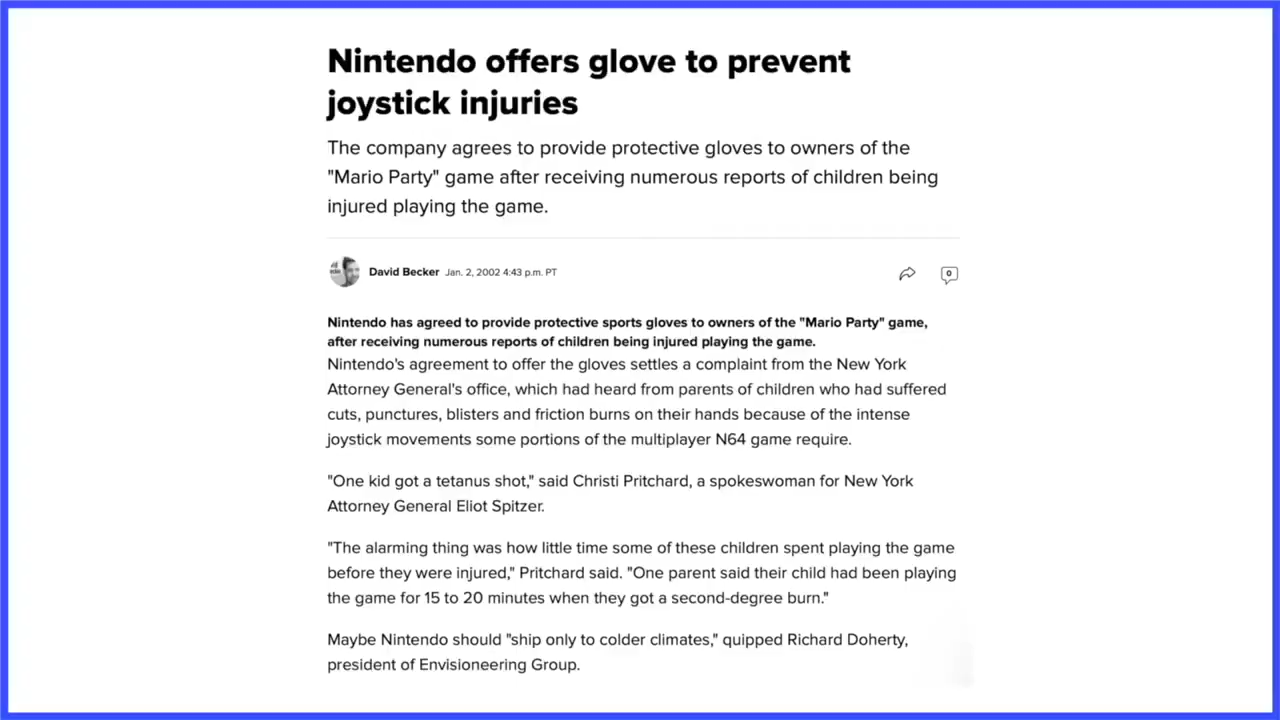 Nintendo offers glove to prevent
joystick injuries
The company agrees to provide protective gloves to owners of the
"Mario Party" game after receiving numerous reports of children being
injured playing the game.
David Becker Jan. 2, 2002 4:43 p.m. PT
0
Nintendo has agreed to provide protective sports gloves to owners of the "Mario Party" game,
after receiving numerous reports of children being injured playing the game.
Nintendo's agreement to offer the gloves settles a complaint from the New York
Attorney General's office, which had heard from parents of children who had suffered
cuts, punctures, blisters and friction burns on their hands because of the intense
joystick movements some portions of the multiplayer N64 game require.
"One kid got a tetanus shot," said Christi Pritchard, a spokeswoman for New York
Attorney General Eliot Spitzer.
"The alarming thing was how little time some of these children spent playing the game
before they were injured," Pritchard said. "One parent said their child had been playing
the game for 15 to 20 minutes when they got a second-degree burn."
Maybe Nintendo should "ship only to colder climates," quipped Richard Doherty,
president of Envisioneering Group.